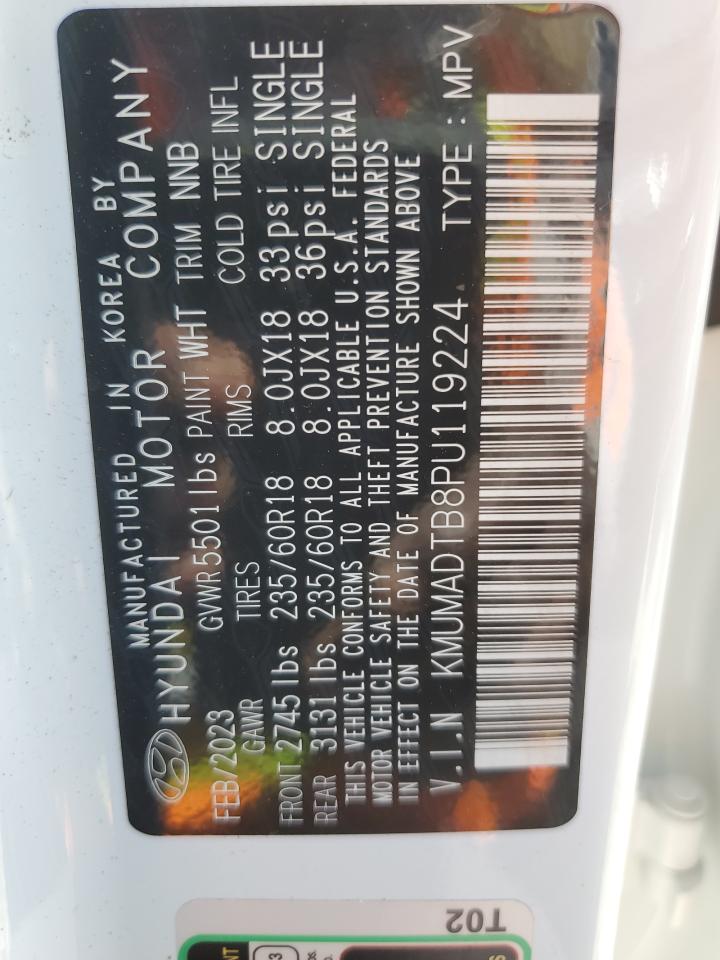 MANUFACTURED IN KOREA BY
HYUNDAI MOTOR COMPANY
FEB/2023 GVWR5501lbs PAINT WHT TRIM NNB
GAWR TIRES RIMS COLD TIRE INFL
FRONT 2745 lbs 235/60R18 8.0JX18 33psi SINGLE
REAR 3131 lbs 235/60R18 8.0JX18 36psi SINGLE
THIS VEHICLE CONFORMS TO ALL APPLICABLE U.S.A. FEDERAL
MOTOR VEHICLE SAFETY AND THEFT PREVENTION STANDARDS
IN EFFECT ON THE DATE OF MANUFACTURE SHOWN ABOVE
V.I.N KMUMADTB8PU119224 TYPE : MPV
T02